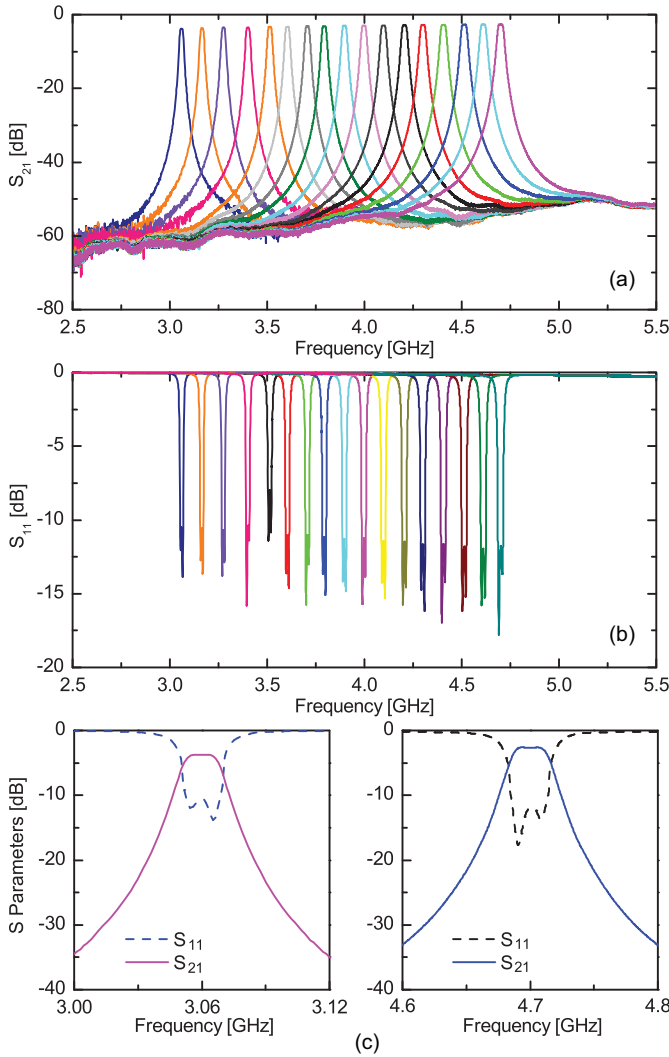 0
-20
-40
-60
-80
S21 [dB]
(a)
2.5 3.0 3.5 4.0 4.5 5.0 5.5
Frequency [GHz]
0
-5
-10
-15
-20
S11 [dB]
(b)
2.5 3.0 3.5 4.0 4.5 5.0 5.5
Frequency [GHz]
0
-10
-20
-30
-40
S Parameters [dB]
S11
S21
3.00 3.06 3.12
Frequency [GHz]
0
-10
-20
-30
-40
S11
S21
4.6 4.7 4.8
Frequency [GHz]
(c)